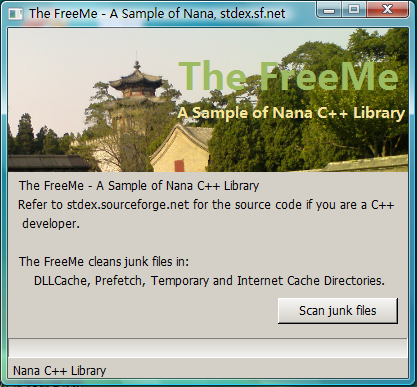 The FreeMe - A Sample of Nana, stdex.sf.net
The FreeMe
A Sample of Nana C++ Library
The FreeMe - A Sample of Nana C++ Library
Refer to stdex.sourceforge.net for the source code if you are a C++
developer.
The FreeMe cleans junk files in:
DLLCache, Prefetch, Temporary and Internet Cache Directories.
Scan junk files
Nana C++ Library